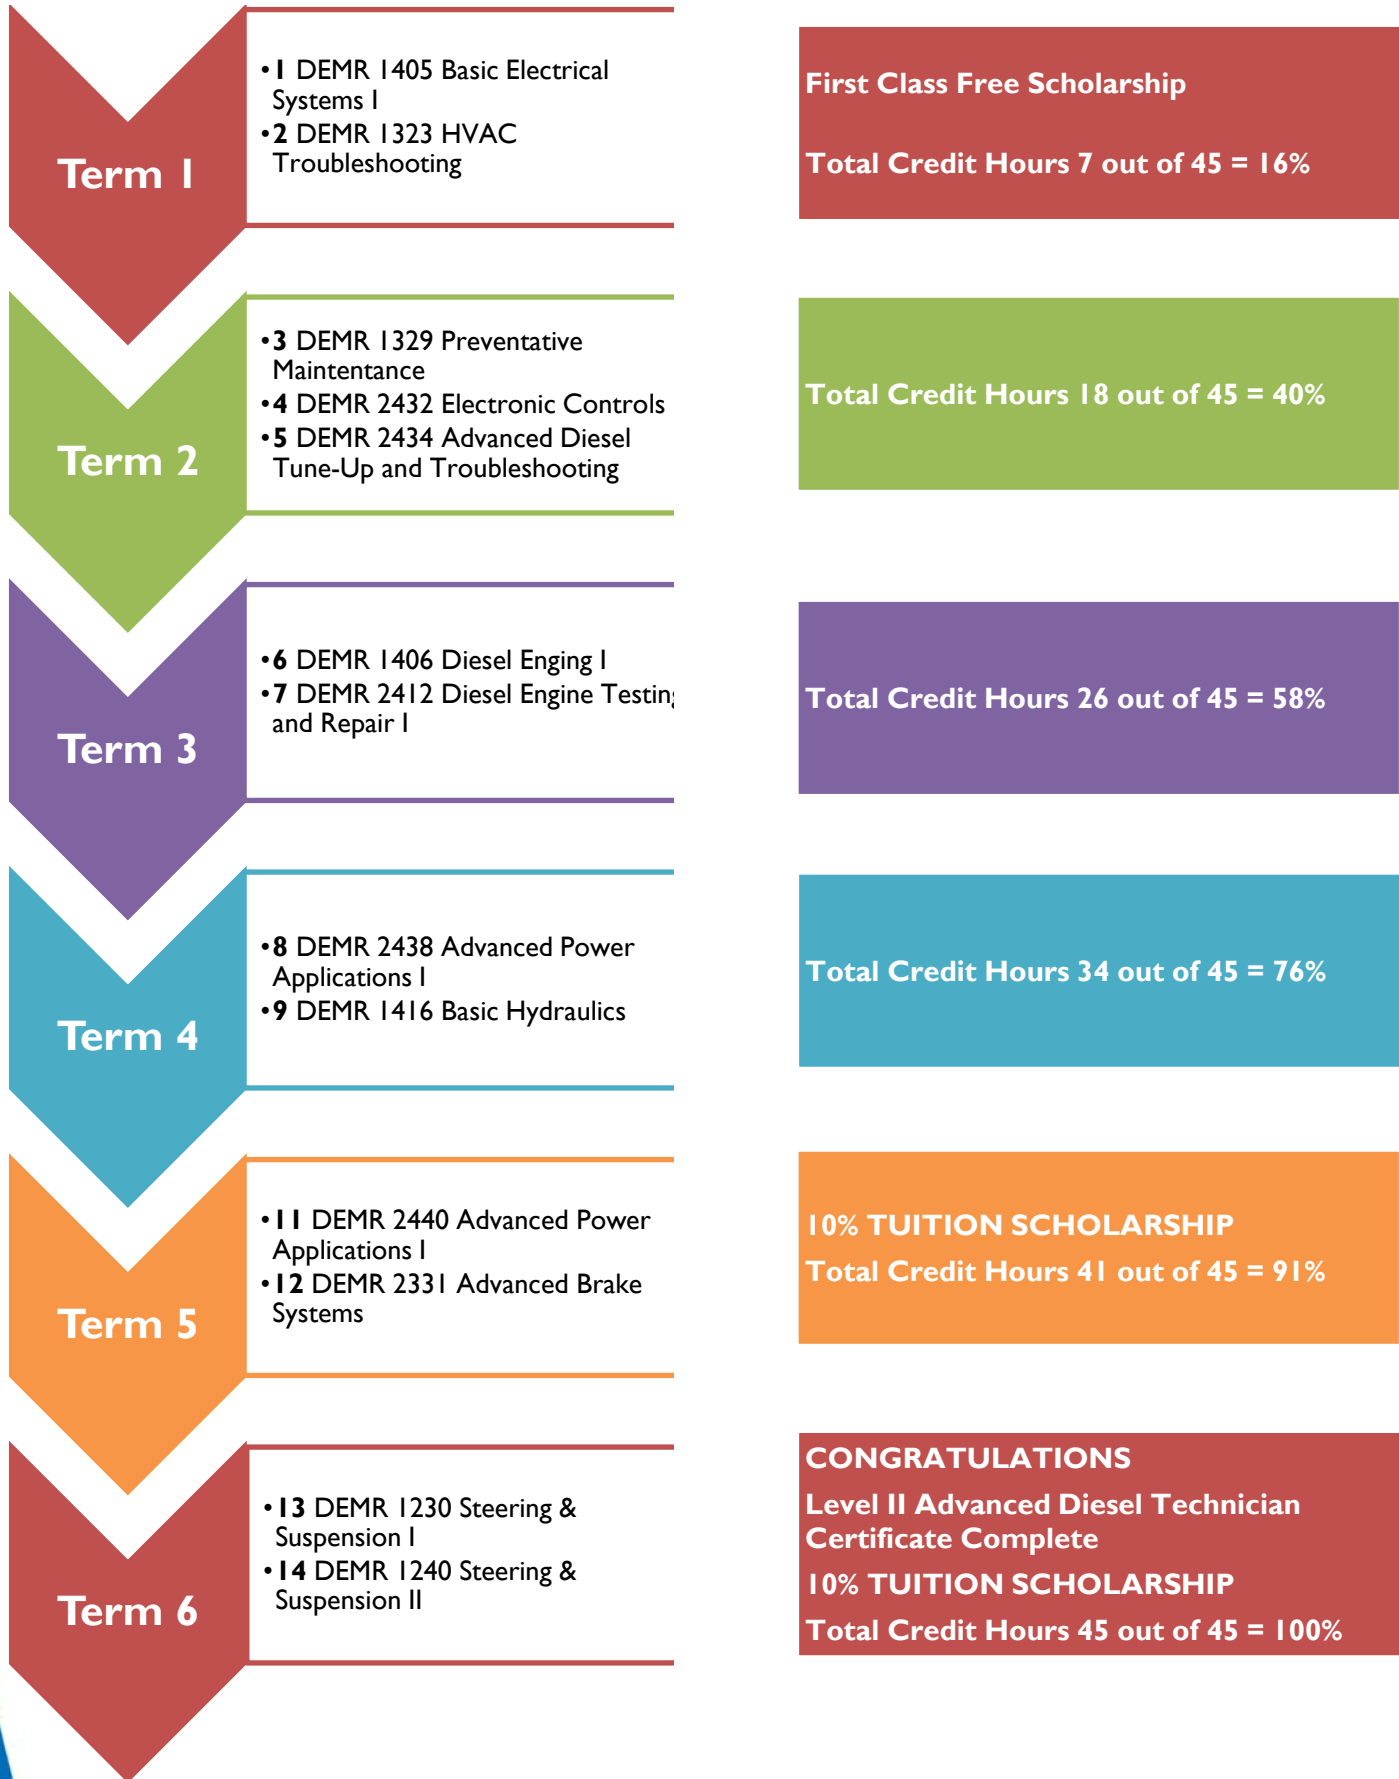 Term 1
•1 DEMR 1405 Basic Electrical
Systems I
•2 DEMR 1323 HVAC
Troubleshooting
First Class Free Scholarship
Total Credit Hours 7 out of 45 = 16%
Term 2
•3 DEMR 1329 Preventative
Maintentance
•4 DEMR 2432 Electronic Controls
•5 DEMR 2434 Advanced Diesel
Tune-Up and Troubleshooting
Total Credit Hours 18 out of 45 = 40%
Term 3
•6 DEMR 1406 Diesel Enging I
•7 DEMR 2412 Diesel Engine Testing
and Repair I
Total Credit Hours 26 out of 45 = 58%
Term 4
•8 DEMR 2438 Advanced Power
Applications I
•9 DEMR 1416 Basic Hydraulics
Total Credit Hours 34 out of 45 = 76%
Term 5
•11 DEMR 2440 Advanced Power
Applications I
•12 DEMR 2331 Advanced Brake
Systems
10% TUITION SCHOLARSHIP
Total Credit Hours 41 out of 45 = 91%
Term 6
•13 DEMR 1230 Steering &
Suspension I
•14 DEMR 1240 Steering &
Suspension II
CONGRATULATIONS
Level II Advanced Diesel Technician
Certificate Complete
10% TUITION SCHOLARSHIP
Total Credit Hours 45 out of 45 = 100%